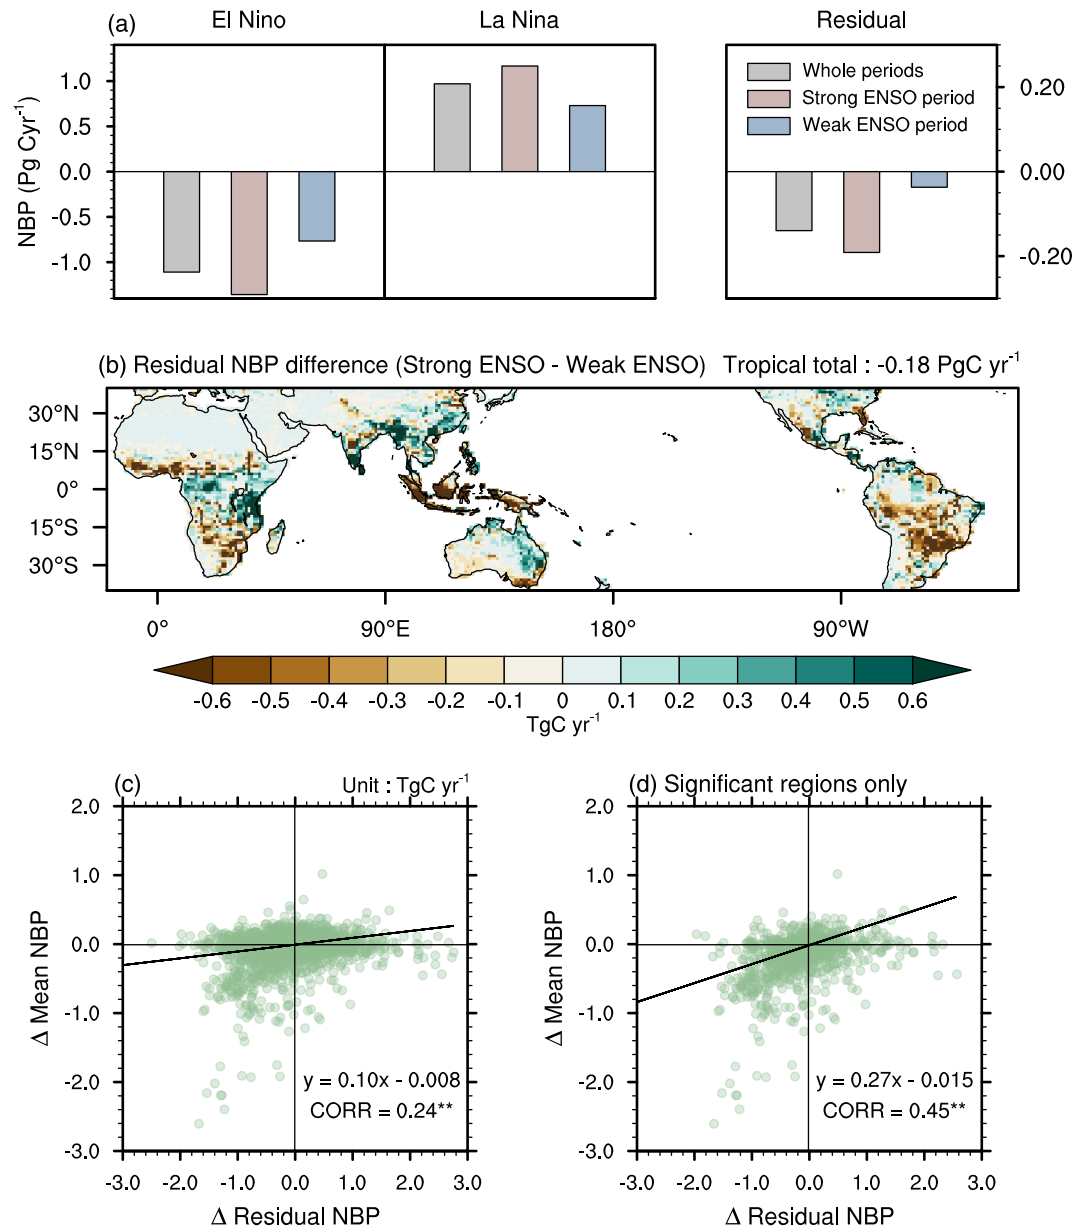 (a) El Nino La Nina Residual
NBP (Pg Cyr⁻¹)
1.0
0.5
0.0
-0.5
-1.0
Whole periods
Strong ENSO period
Weak ENSO period
0.20
0.00
-0.20
(b) Residual NBP difference (Strong ENSO - Weak ENSO) Tropical total : -0.18 PgC yr⁻¹
30°N
15°N
0°
15°S
30°S
0° 90°E 180° 90°W
-0.6 -0.5 -0.4 -0.3 -0.2 -0.1 0 0.1 0.2 0.3 0.4 0.5 0.6
TgC yr⁻¹
(c) Unit : TgC yr⁻¹
Δ Mean NBP
2.0
1.0
0.0
-1.0
-2.0
-3.0
y = 0.10x - 0.008
CORR = 0.24**
-3.0 -2.0 -1.0 0.0 1.0 2.0 3.0
Δ Residual NBP
(d) Significant regions only
Δ Mean NBP
2.0
1.0
0.0
-1.0
-2.0
-3.0
y = 0.27x - 0.015
CORR = 0.45**
-3.0 -2.0 -1.0 0.0 1.0 2.0 3.0
Δ Residual NBP